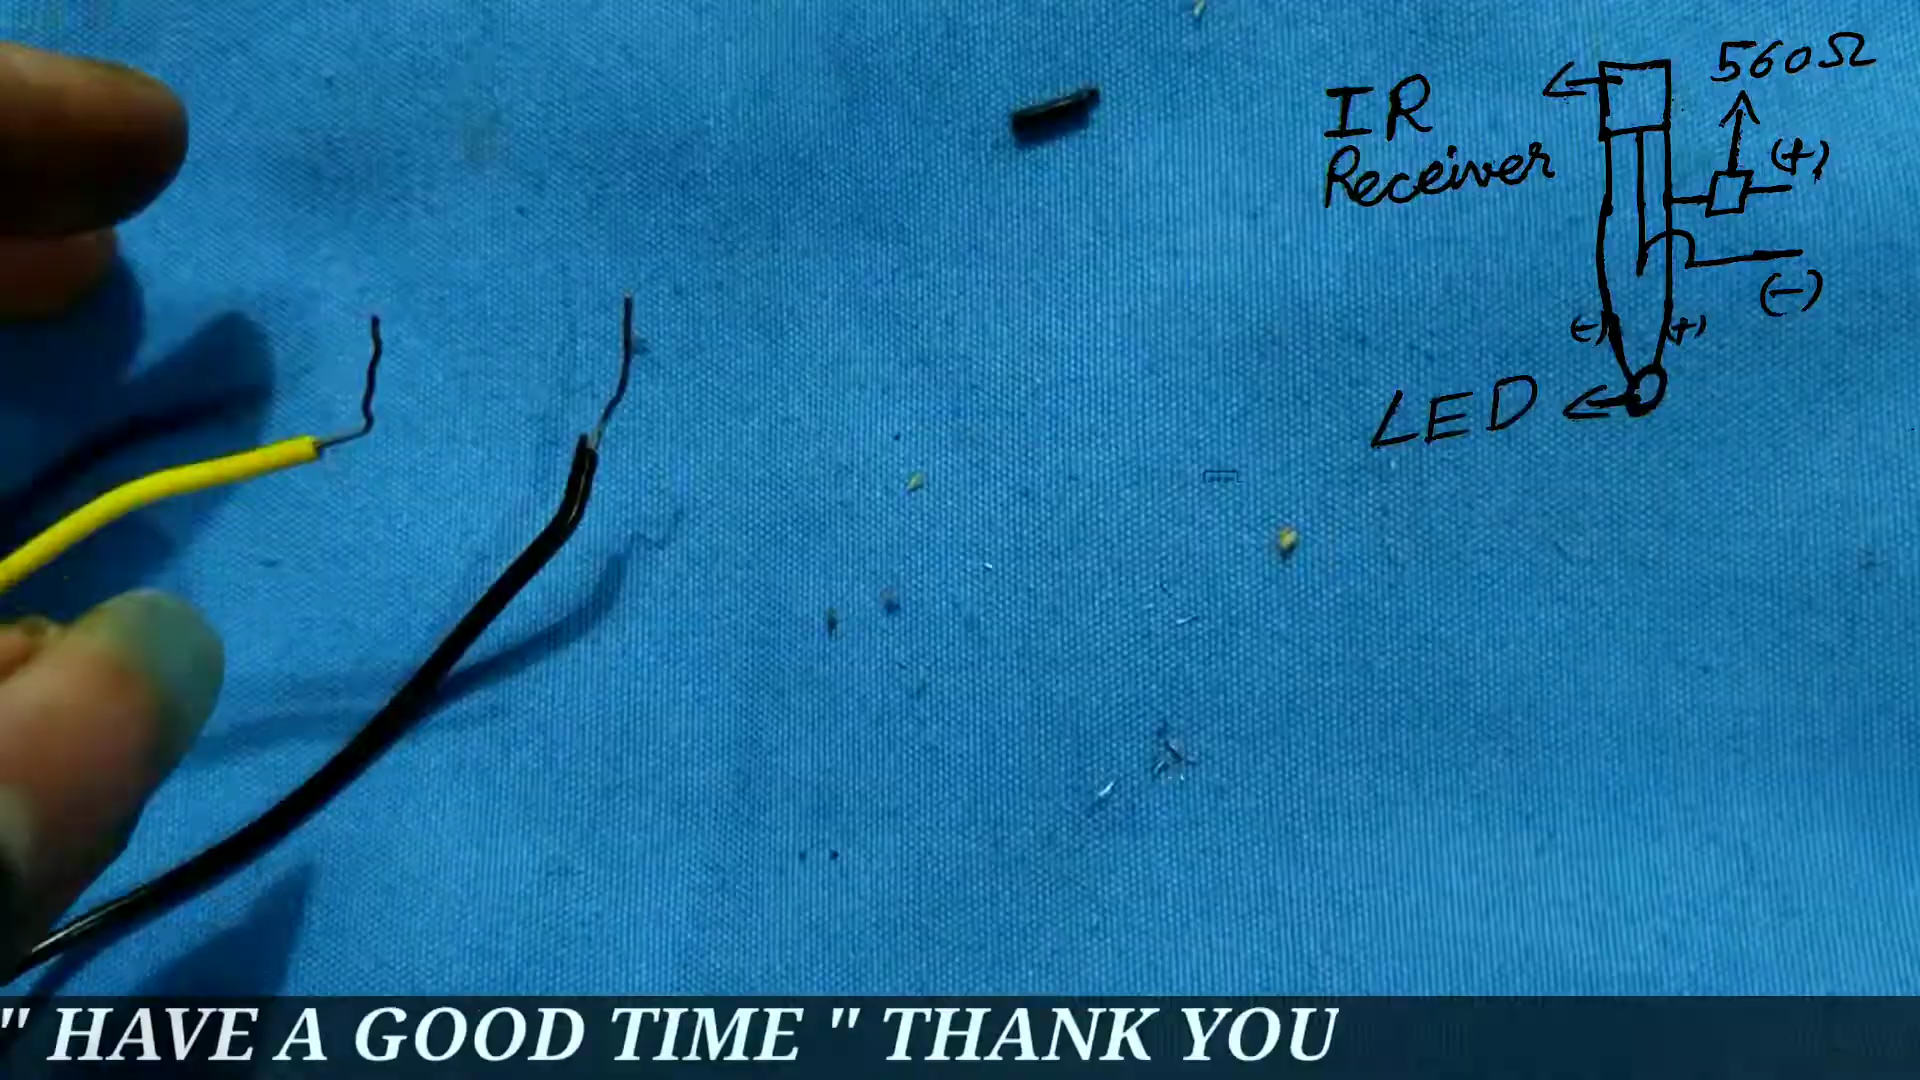 IR
Receiver
560Ω
(+)
(-)
(-)
(+)
LED
" HAVE A GOOD TIME " THANK YOU